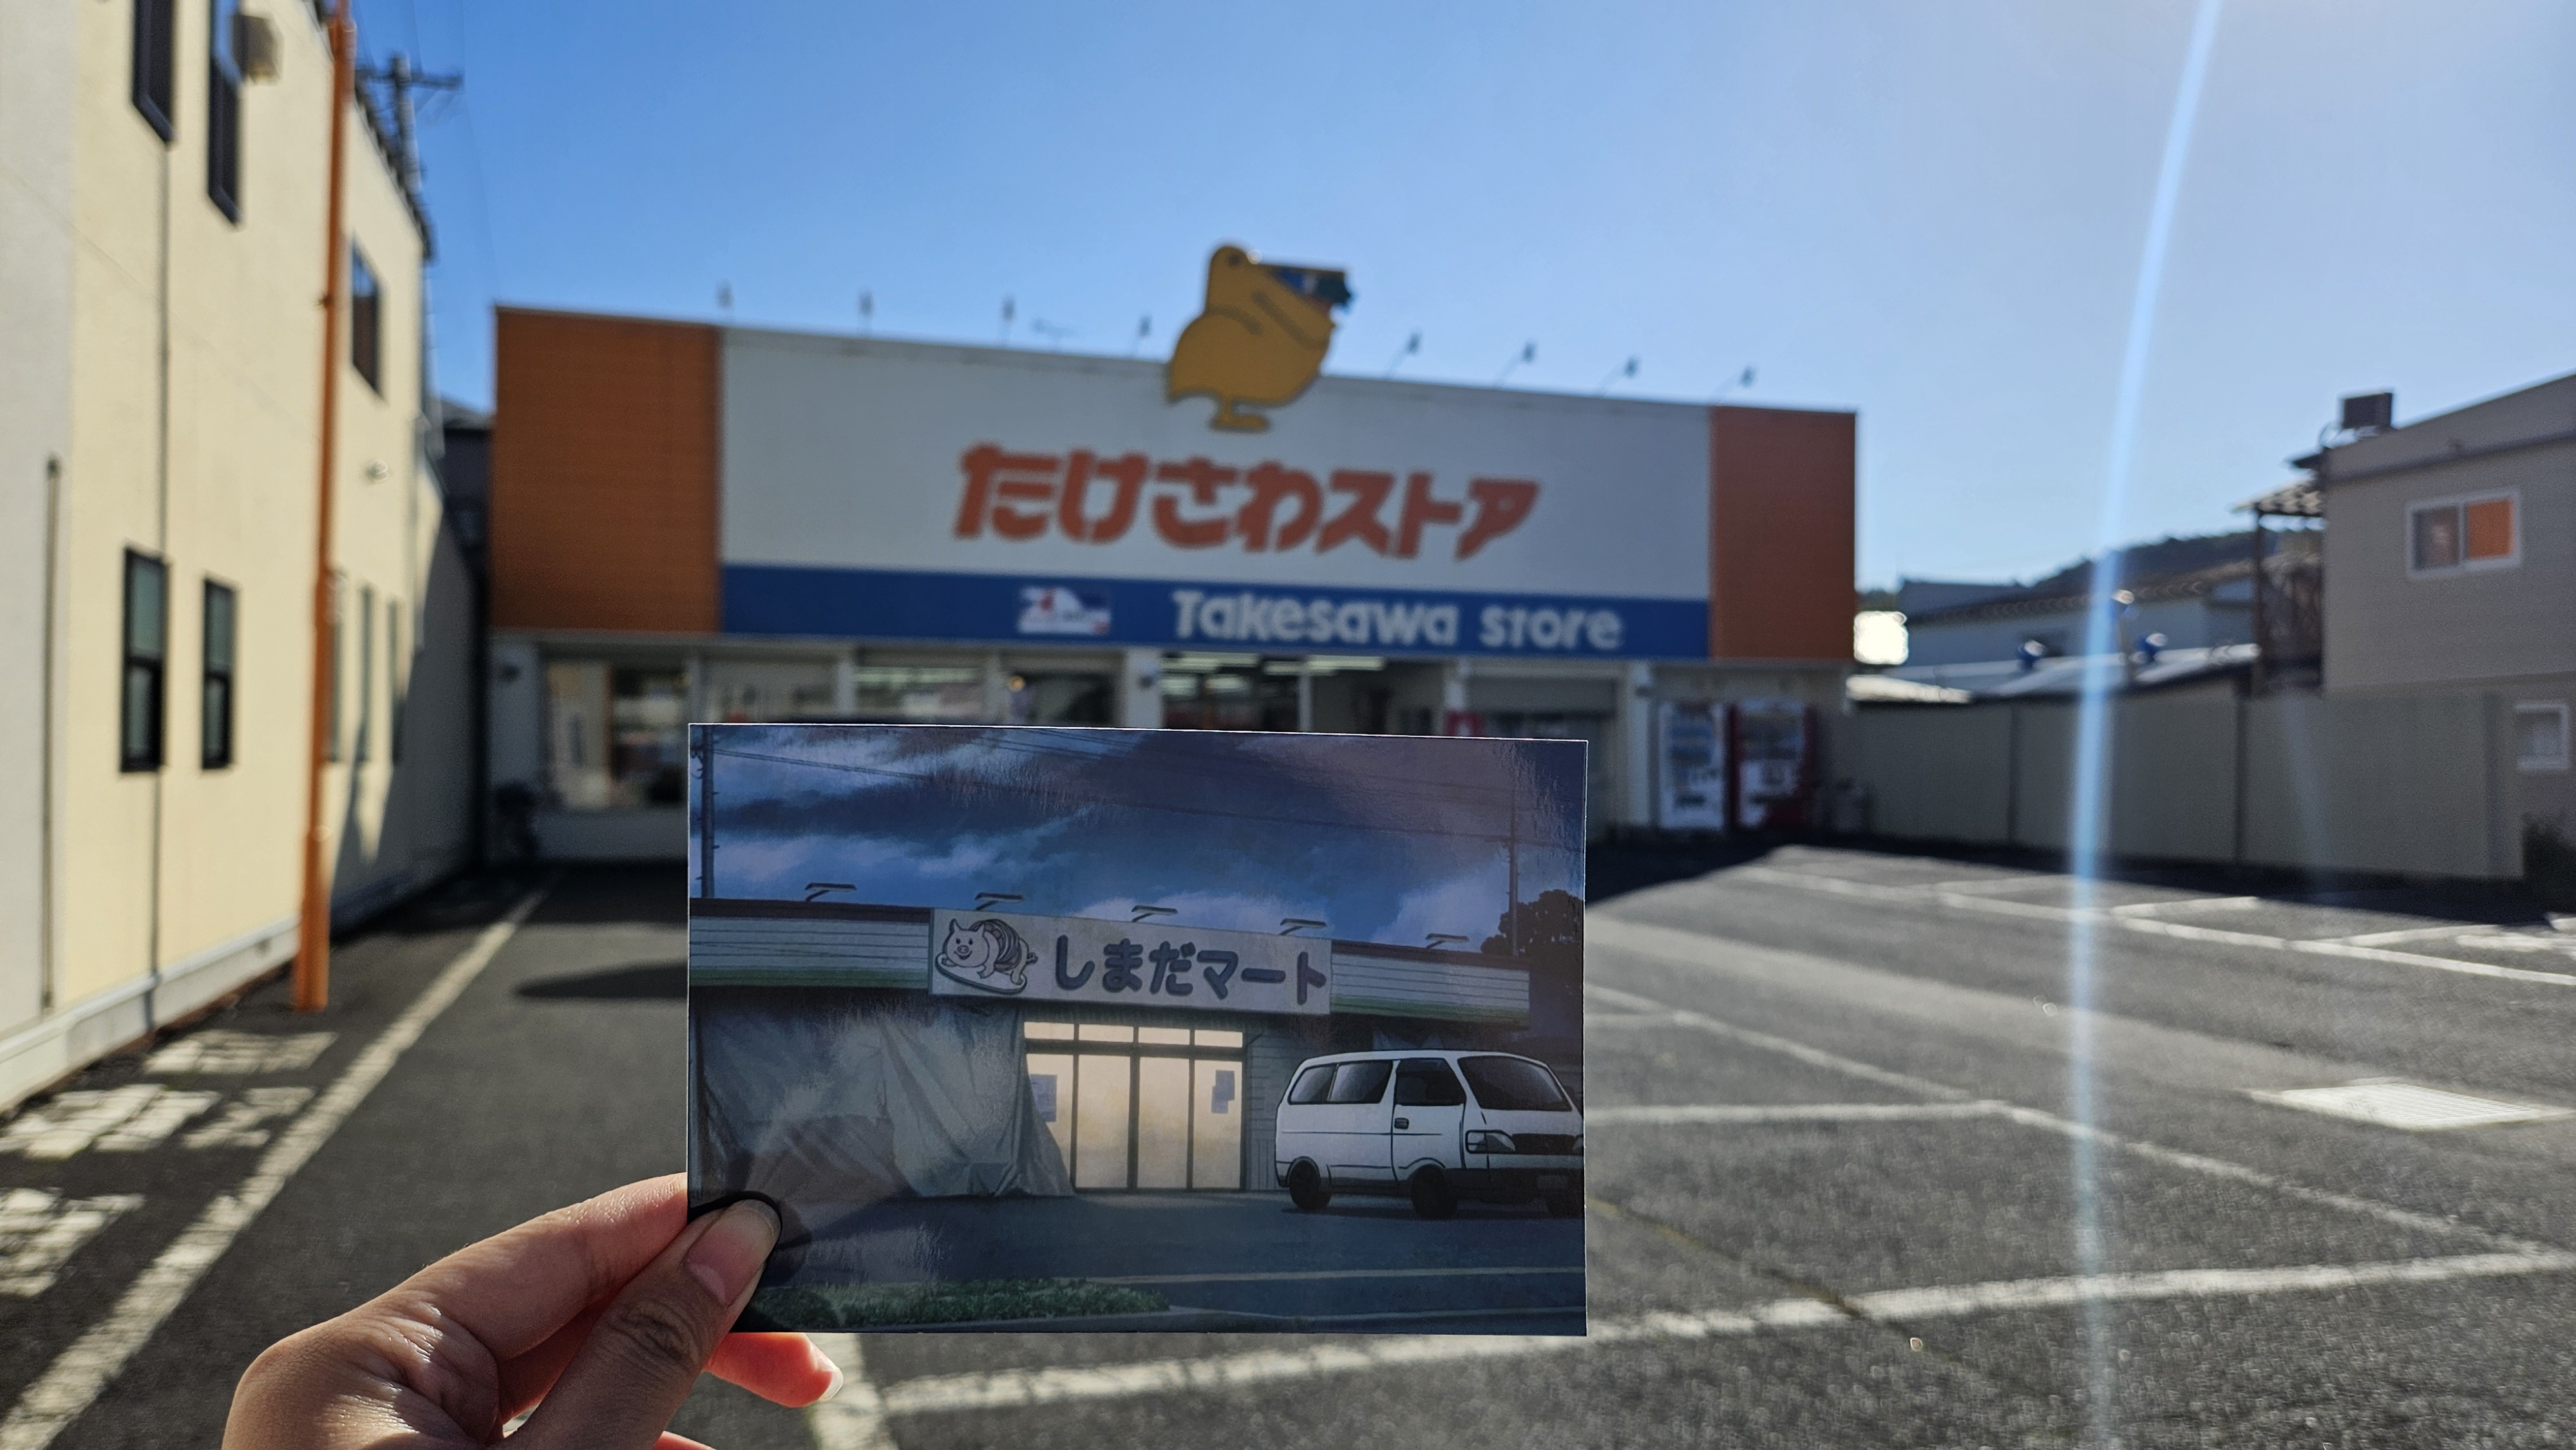 たけさわストア
Takesawa Store
しまだマート